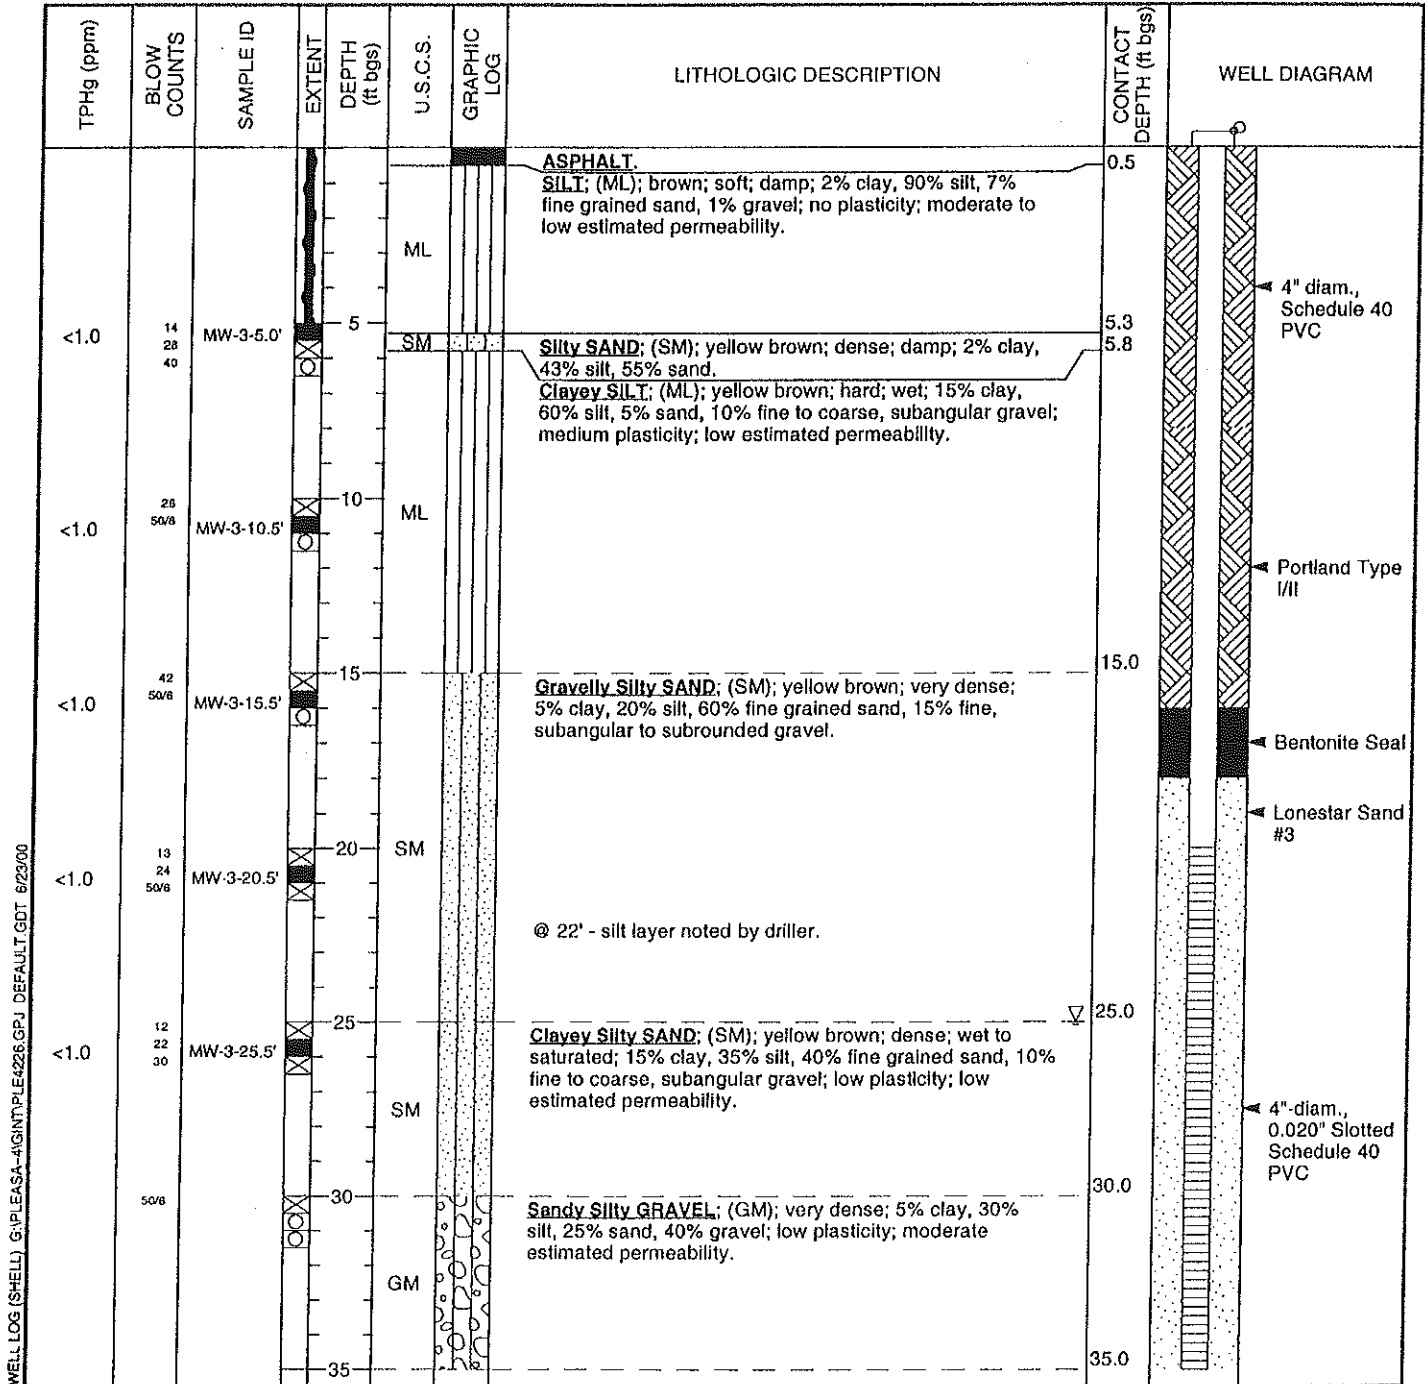 TPHg (ppm)
BLOW COUNTS
SAMPLE ID
EXTENT
DEPTH (ft bgs)
U.S.C.S.
GRAPHIC LOG
LITHOLOGIC DESCRIPTION
CONTACT DEPTH (ft bgs)
WELL DIAGRAM
ASPHALT.
0.5
SILT; (ML); brown; soft; damp; 2% clay, 90% silt, 7%
fine grained sand, 1% gravel; no plasticity; moderate to
low estimated permeability.
ML
4" diam.,
Schedule 40
PVC
<1.0
14
28
40
MW-3-5.0'
5
5.3
SM
Silty SAND; (SM); yellow brown; dense; damp; 2% clay,
43% silt, 55% sand.
5.8
Clayey SILT; (ML); yellow brown; hard; wet; 15% clay,
60% silt, 5% sand, 10% fine to coarse, subangular gravel;
medium plasticity; low estimated permeability.
<1.0
50/6
MW-3-10.5'
10
ML
Portland Type
I/II
15
15.0
<1.0
42
50/6
MW-3-15.5'
Gravelly Silty SAND; (SM); yellow brown; very dense;
5% clay, 20% silt, 60% fine grained sand, 15% fine,
subangular to subrounded gravel.
Bentonite Seal
Lonestar Sand
#3
<1.0
13
24
50/6
MW-3-20.5'
20
SM
@ 22' - silt layer noted by driller.
25
25.0
<1.0
12
22
30
MW-3-25.5'
Clayey Silty SAND; (SM); yellow brown; dense; wet to
saturated; 15% clay, 35% silt, 40% fine grained sand, 10%
fine to coarse, subangular gravel; low plasticity; low
estimated permeability.
SM
4"-diam.,
0.020" Slotted
Schedule 40
PVC
50/6
30
30.0
Sandy Silty GRAVEL; (GM); very dense; 5% clay, 30%
silt, 25% sand, 40% gravel; low plasticity; moderate
estimated permeability.
GM
35
35.0
WELL LOG (SHELL) G:\PLEASA~4\GINT\PLE4226.GPJ DEFAULT.GDT 6/23/00